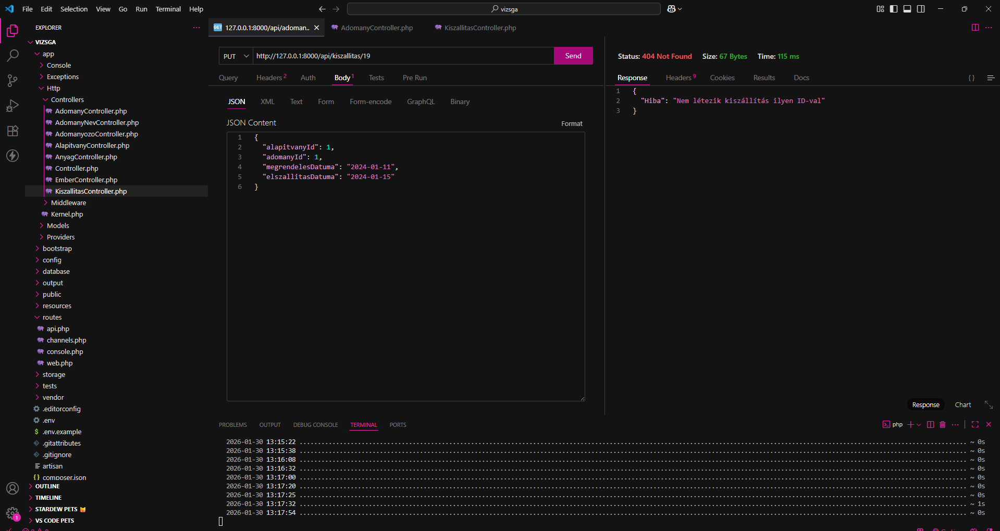 File Edit Selection View Go Run Terminal Help
vizsga
EXPLORER
VIZSGA
app
Console
Exceptions
Http
Controllers
AdomanyController.php
AdomanyNevController.php
AdomanyozoController.php
AlapitvanyController.php
AnyagController.php
Controller.php
EmberController.php
KiszallitasController.php
Middleware
Kernel.php
Models
Providers
bootstrap
config
database
output
public
resources
routes
api.php
channels.php
console.php
web.php
storage
tests
vendor
.editorconfig
.env
$ .env.example
.gitattributes
.gitignore
artisan
{} composer.json
OUTLINE
TIMELINE
STARDEW PETS
VS CODE PETS
1
GET 127.0.0.1:8000/api/adoman.. AdomanyController.php KiszallitasController.php
PUT http://127.0.0.1:8000/api/kiszallitas/19 Send
Query Headers 2 Auth Body 1 Tests Pre Run
JSON XML Text Form Form-encode GraphQL Binary
JSON Content Format
1 {
2 "alapitvanyId": 1,
3 "adomanyId": 1,
4 "megrendelesDatuma": "2024-01-11",
5 "elszallitasDatuma": "2024-01-15"
6 }
Status: 404 Not Found Size: 67 Bytes Time: 115 ms
Response Headers 9 Cookies Results Docs {}
1 {
2 "Hiba": "Nem létezik kiszállítás ilyen ID-val"
3 }
Response Chart
PROBLEMS OUTPUT DEBUG CONSOLE TERMINAL PORTS php
2026-01-30 13:15:22 ~ 0s
2026-01-30 13:15:38 ~ 0s
2026-01-30 13:16:08 ~ 0s
2026-01-30 13:16:32 ~ 0s
2026-01-30 13:17:00 ~ 0s
2026-01-30 13:17:20 ~ 0s
2026-01-30 13:17:25 ~ 0s
2026-01-30 13:17:32 ~ 1s
2026-01-30 13:17:54 ~ 0s